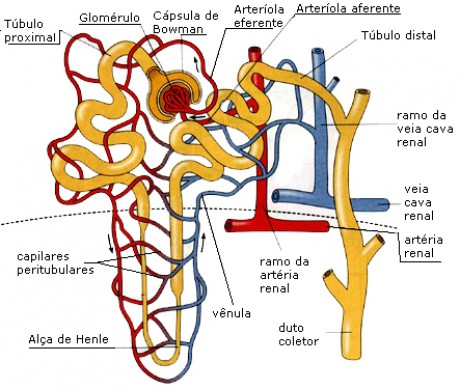 Túbulo
proximal
Glomérulo
Cápsula de
Bowman
Arteríola
eferente
Arteríola aferente
Túbulo distal
ramo da
veia cava
renal
veia
cava
renal
artéria
renal
ramo da
artéria
renal
capilares
peritubulares
vênula
Alça de Henle
duto
coletor